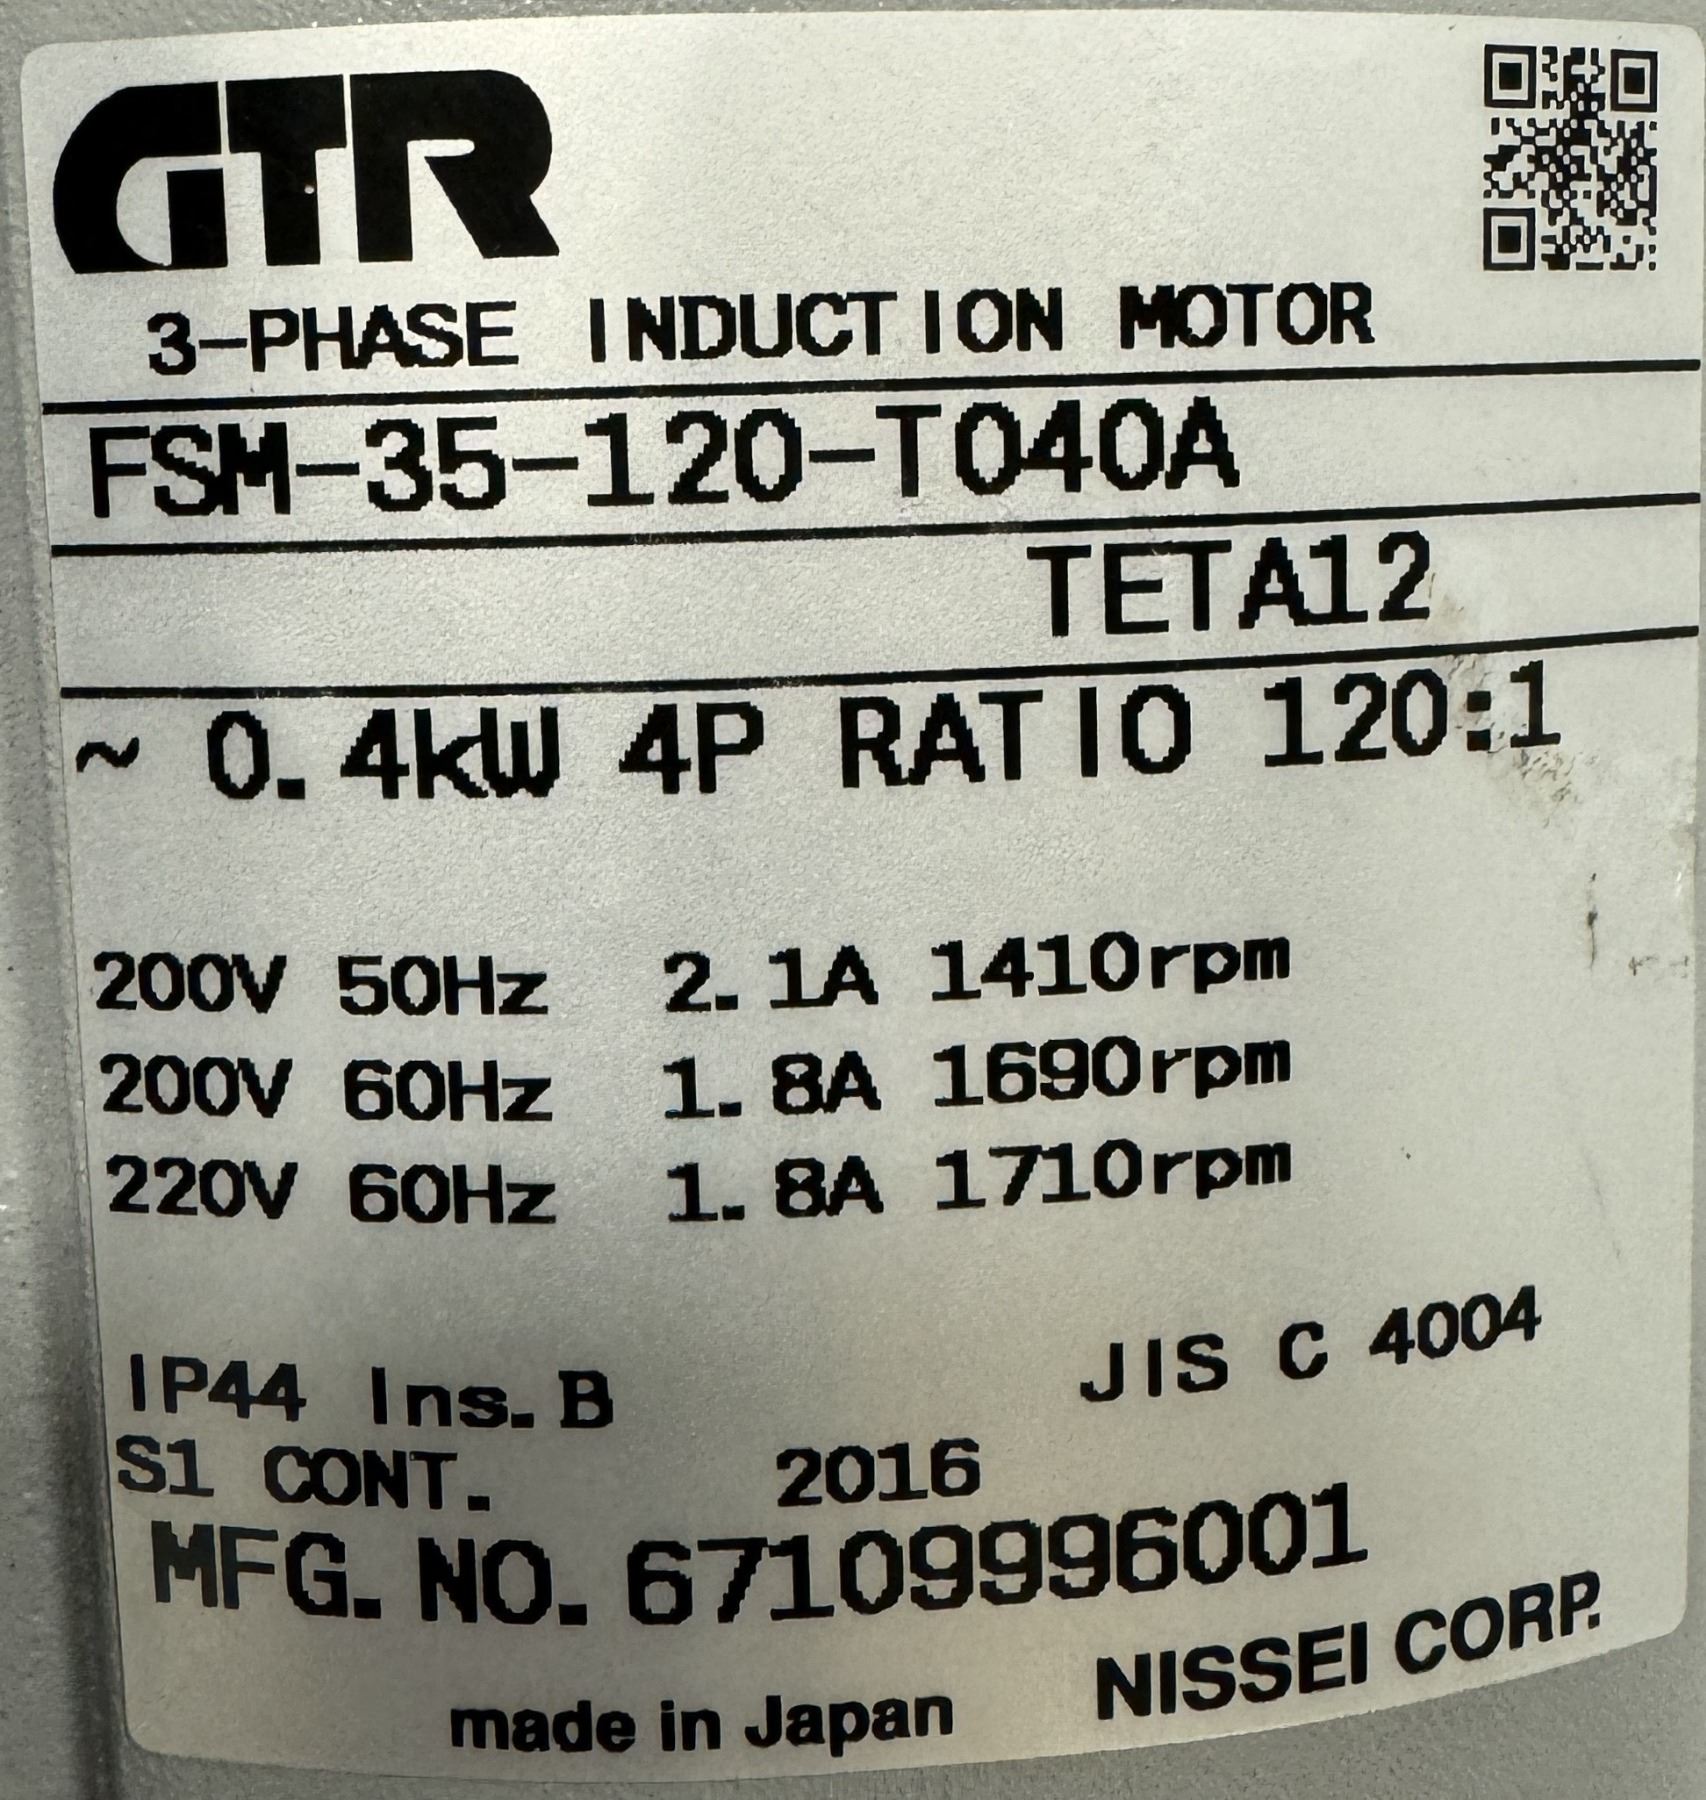 GTR
3-PHASE INDUCTION MOTOR
FSM-35-120-T040A
TETA12
~ 0.4kW 4P RATIO 120:1
200V 50Hz 2.1A 1410rpm
200V 60Hz 1.8A 1690rpm
220V 60Hz 1.8A 1710rpm
IP44 Ins.B JIS C 4004
S1 CONT. 2016
MFG.NO.67109996001
made in Japan NISSEI CORP.